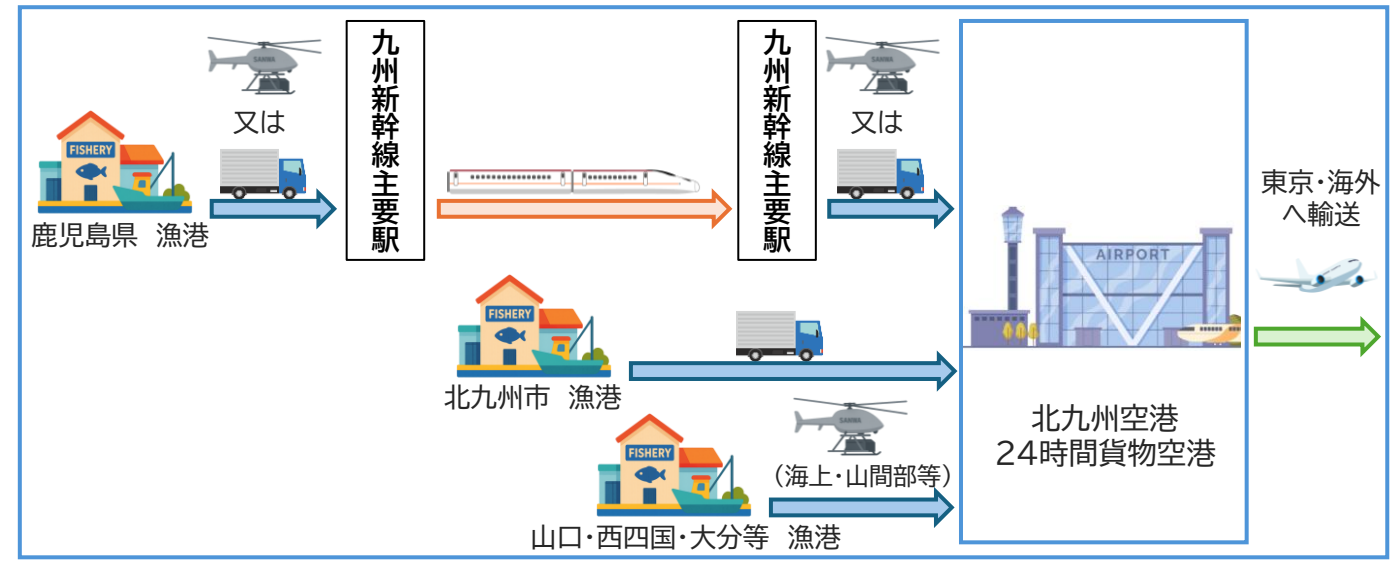 SANWA
又は
FISHERY
鹿児島県 漁港
九州新幹線主要駅
九州新幹線主要駅
SANWA
又は
FISHERY
北九州市 漁港
SANWA
(海上・山間部等)
FISHERY
山口・西四国・大分等 漁港
AIRPORT
北九州空港
24時間貨物空港
東京・海外
へ輸送